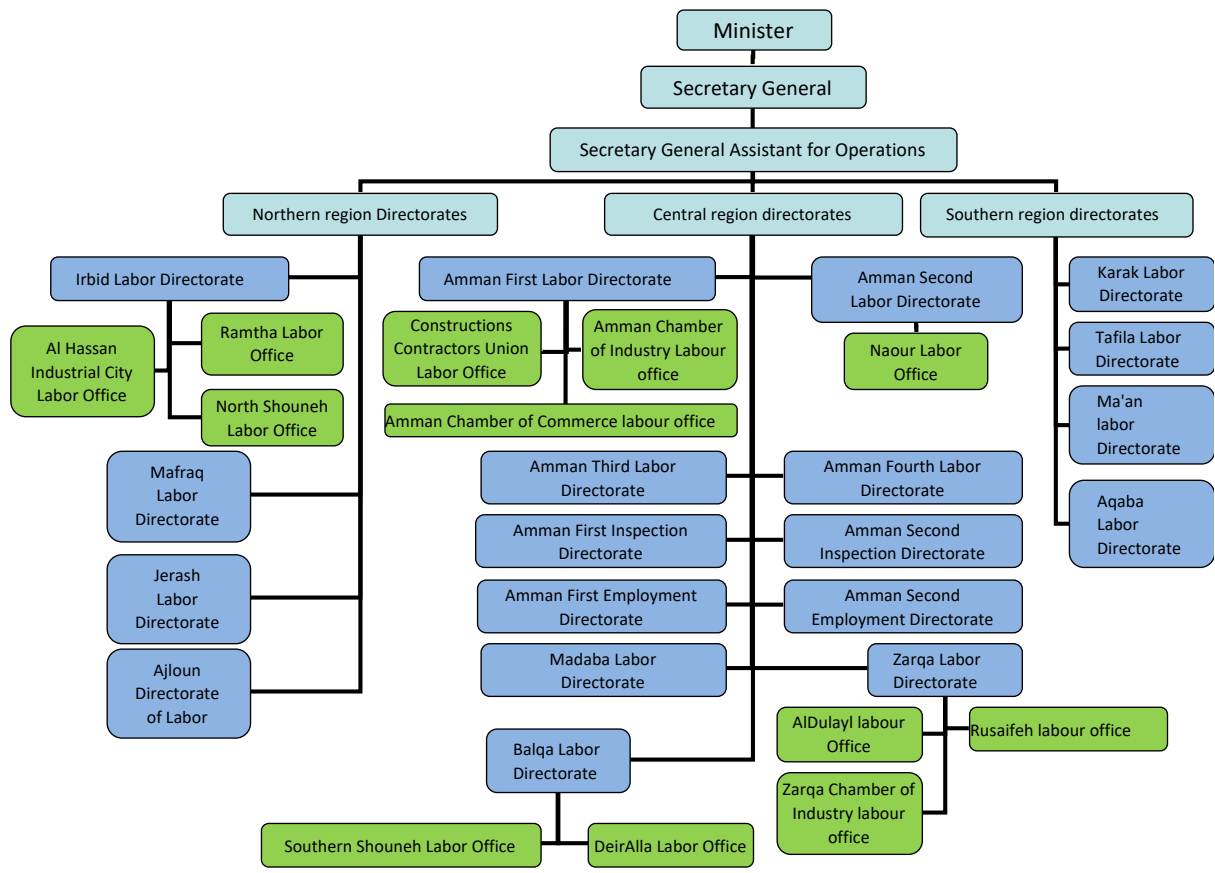 Minister
Secretary General
Secretary General Assistant for Operations
Northern region Directorates
Central region directorates
Southern region directorates
Irbid Labor Directorate
Al Hassan
Industrial City
Labor Office
Ramtha Labor
Office
North Shouneh
Labor Office
Mafraq
Labor
Directorate
Jerash
Labor
Directorate
Ajloun
Directorate
of Labor
Amman First Labor Directorate
Constructions
Contractors Union
Labor Office
Amman Chamber
of Industry Labour
office
Amman Chamber of Commerce labour office
Amman Second
Labor Directorate
Naour Labor
Office
Amman Third Labor
Directorate
Amman Fourth Labor
Directorate
Amman First Inspection
Directorate
Amman Second
Inspection Directorate
Amman First Employment
Directorate
Amman Second
Employment Directorate
Madaba Labor
Directorate
Zarqa Labor
Directorate
AlDulayl labour
Office
Rusaifeh labour office
Zarqa Chamber of
Industry labour
office
Balqa Labor
Directorate
Southern Shouneh Labor Office
DeirAlla Labor Office
Karak Labor
Directorate
Tafila Labor
Directorate
Ma'an
labor
Directorate
Aqaba
Labor
Directorate